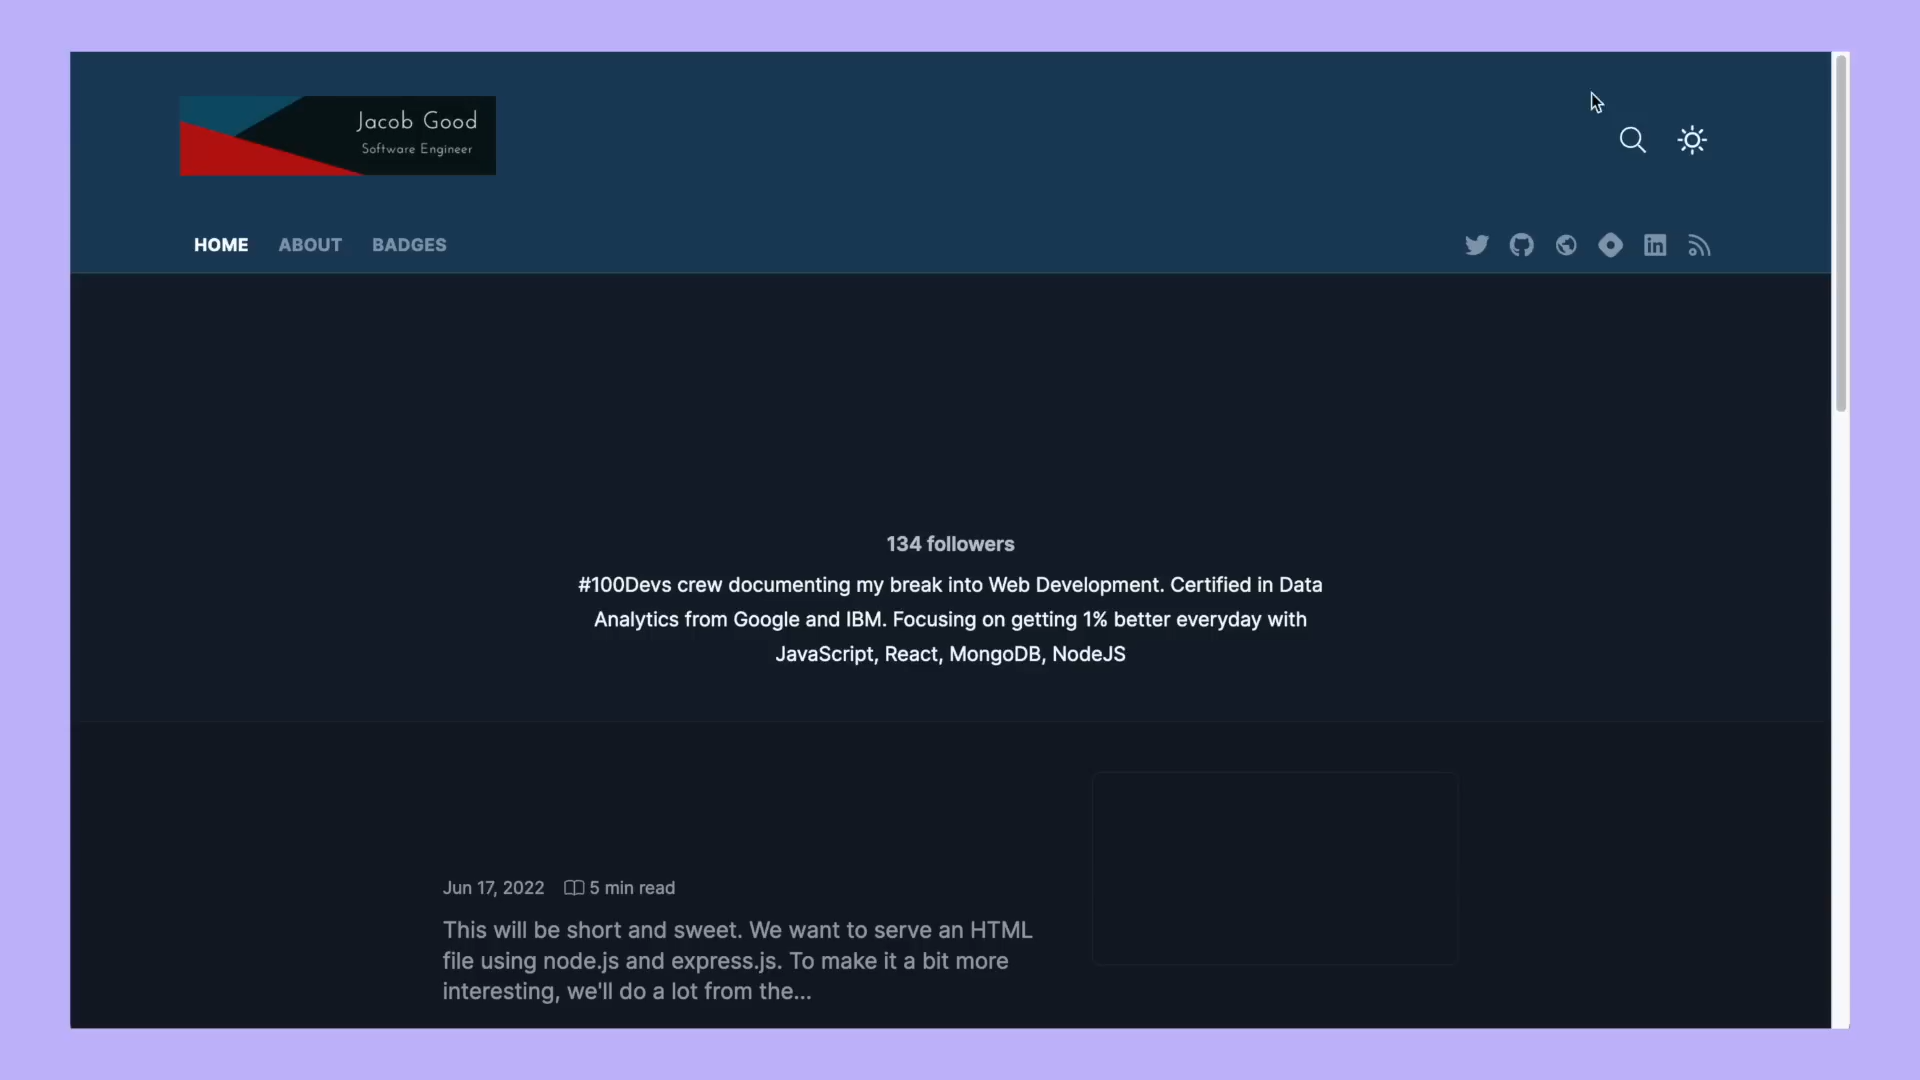 Jacob Good
Software Engineer
HOME ABOUT BADGES
134 followers
#100Devs crew documenting my break into Web Development. Certified in Data
Analytics from Google and IBM. Focusing on getting 1% better everyday with
JavaScript, React, MongoDB, NodeJS
Jun 17, 2022 5 min read
This will be short and sweet. We want to serve an HTML
file using node.js and express.js. To make it a bit more
interesting, we'll do a lot from the...